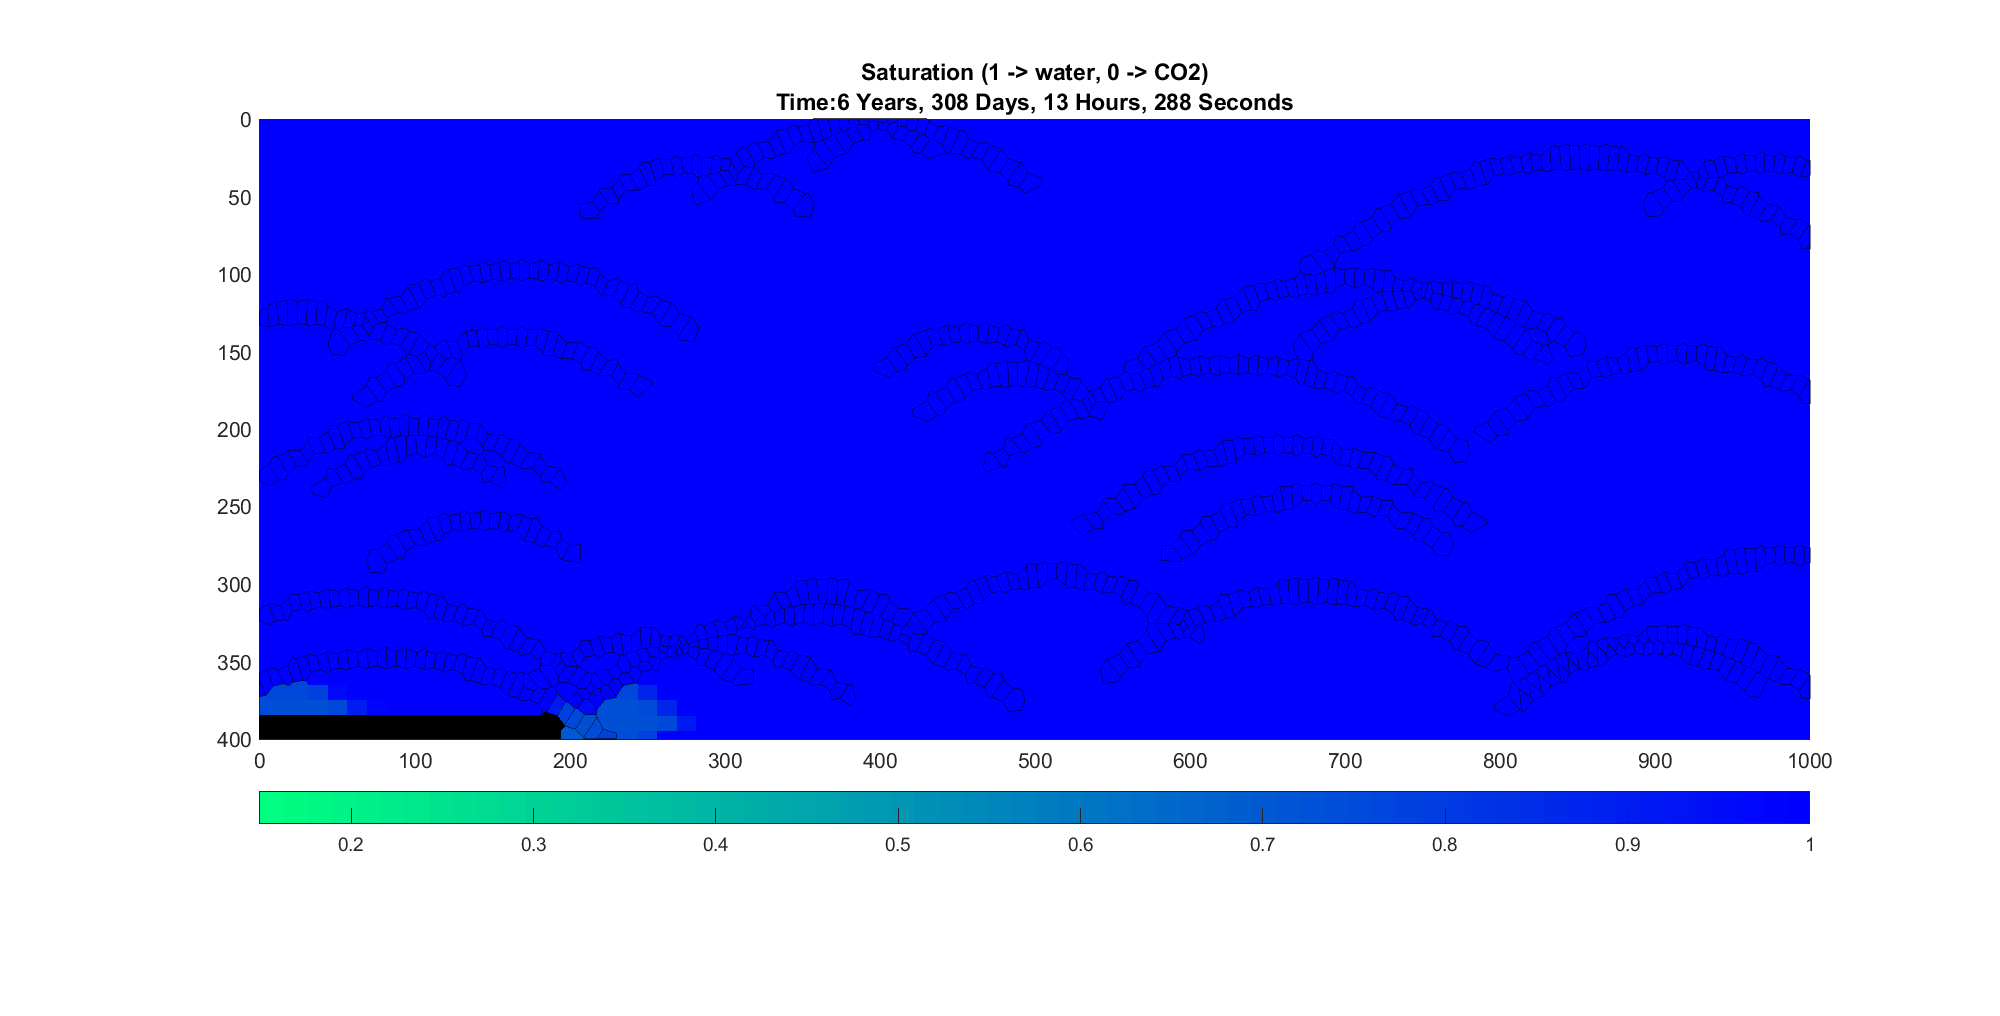 Saturation (1 -> water, 0 -> CO2)
Time:6 Years, 308 Days, 13 Hours, 288 Seconds
0
50
100
150
200
250
300
350
400
0 100 200 300 400 500 600 700 800 900 1000
0.2 0.3 0.4 0.5 0.6 0.7 0.8 0.9 1